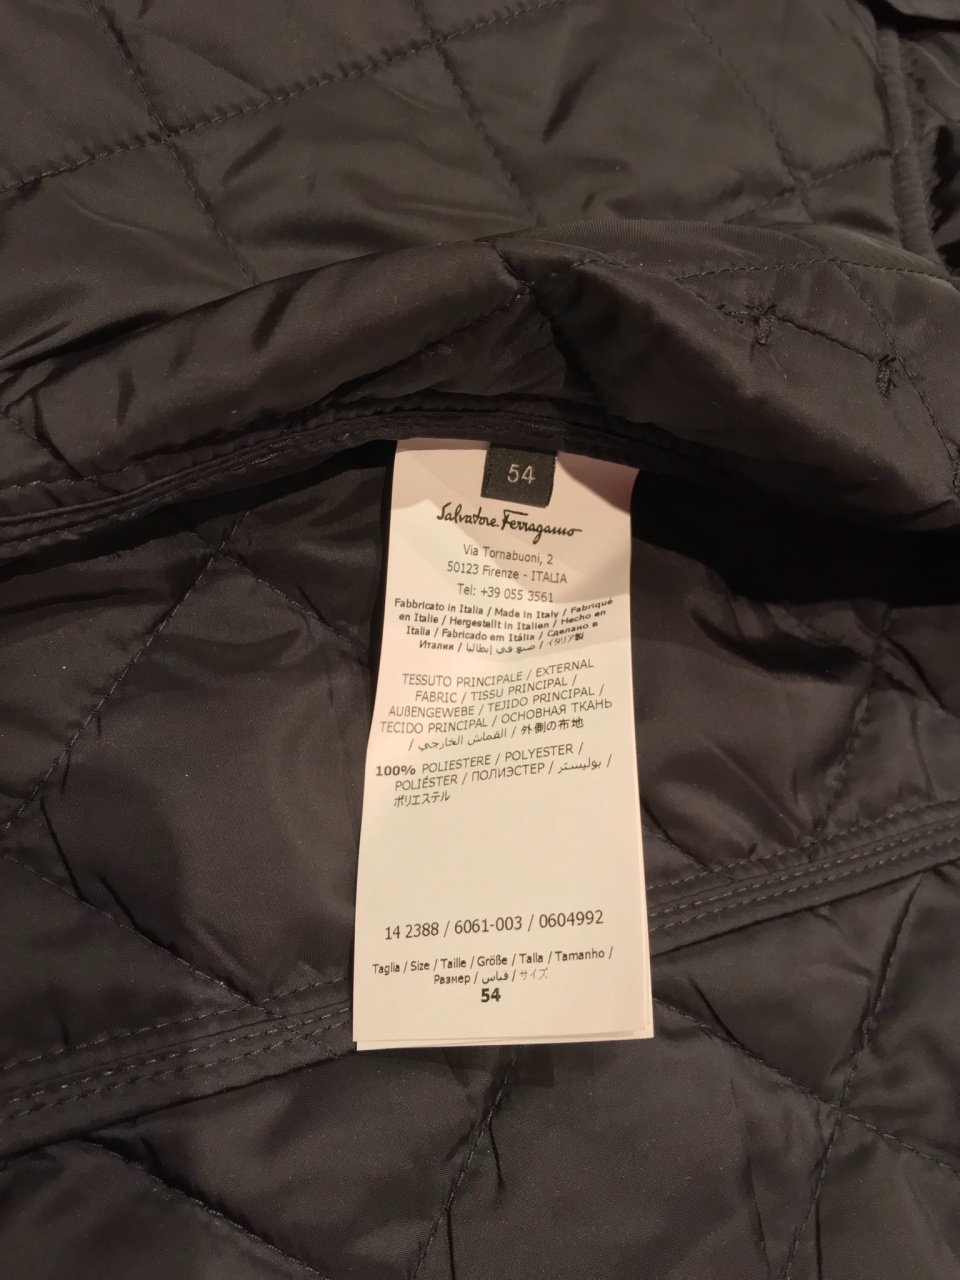 54
Salvatore Ferragamo
Via Tornabuoni, 2
50123 Firenze - ITALIA
Tel: +39 055 3561
Fabbricato in Italia / Made in Italy / Fabriqué
en Italie / Hergestellt in Italien / Hecho en
Italia / Fabricado em Itália / Сделано в
Италии / صنع في إيطاليا / イタリア製
TESSUTO PRINCIPALE / EXTERNAL
FABRIC / TISSU PRINCIPAL /
AUßENGEWEBE / TEJIDO PRINCIPAL /
TECIDO PRINCIPAL / ОСНОВНАЯ ТКАНЬ
/ القماش الخارجي / 外側の布地
100% POLIESTERE / POLYESTER /
POLIÉSTER / ПОЛИЭСТЕР / بوليستر /
ポリエステル
14 2388 / 6061-003 / 0604992
Taglia / Size / Taille / Größe / Talla / Tamanho /
Размер / قياس / サイズ
54